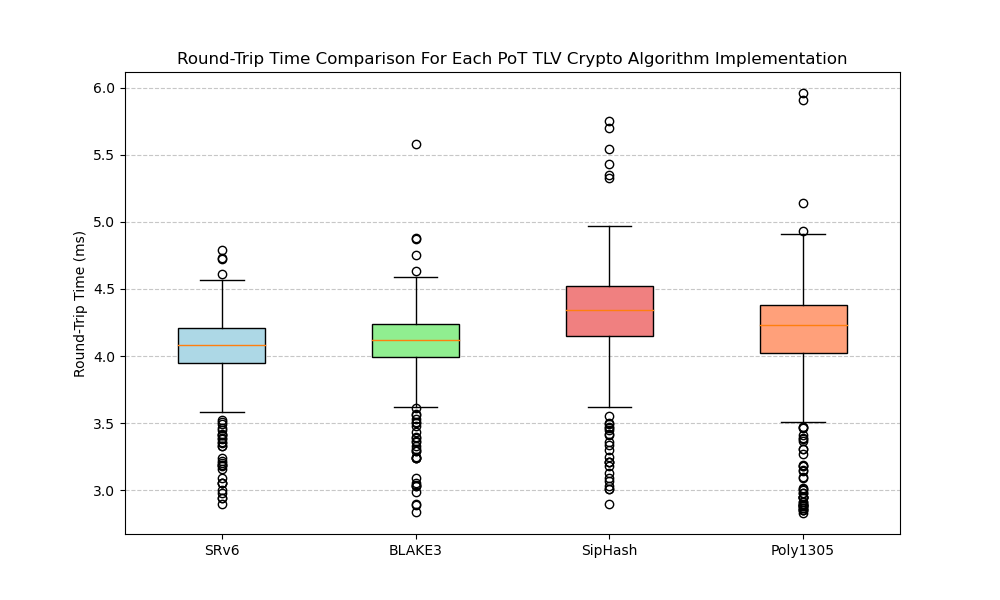 Round-Trip Time Comparison For Each PoT TLV Crypto Algorithm Implementation
Round-Trip Time (ms)
6.0
5.5
5.0
4.5
4.0
3.5
3.0
SRv6
BLAKE3
SipHash
Poly1305